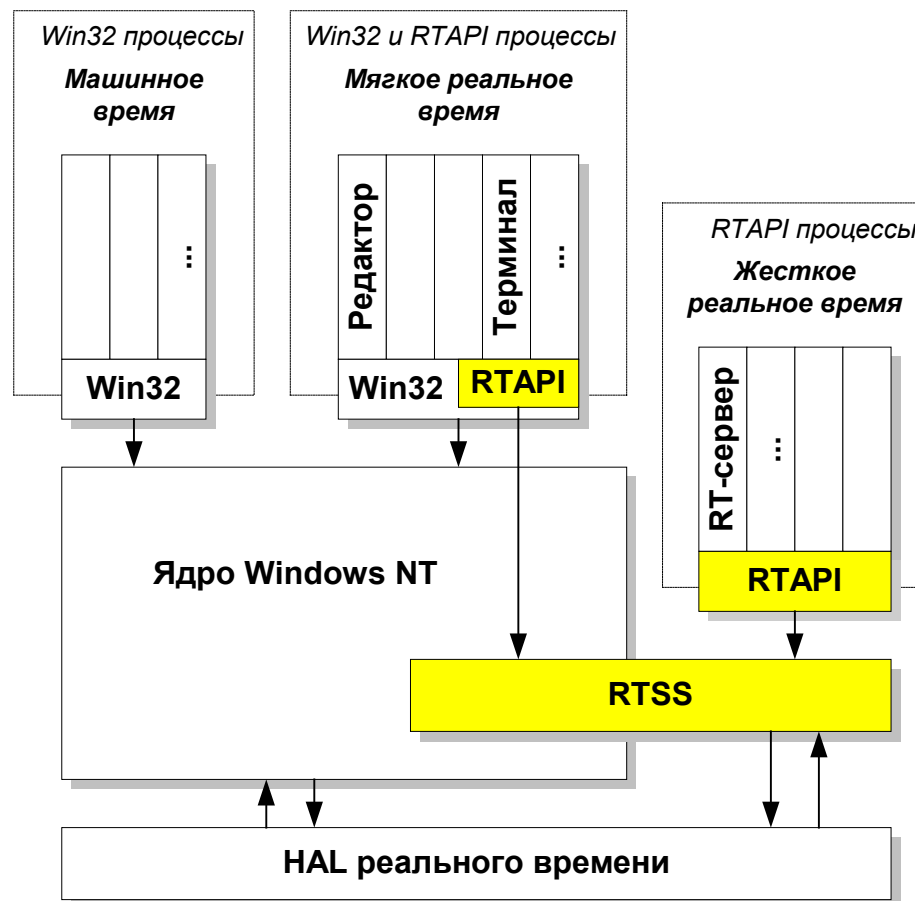 Win32 процессы
Машинное
время
...
Win32
Win32 и RTAPI процессы
Мягкое реальное
время
Редактор
Терминал
...
Win32
RTAPI
RTAPI процессы
Жесткое
реальное время
RT-сервер
...
RTAPI
Ядро Windows NT
RTSS
HAL реального времени